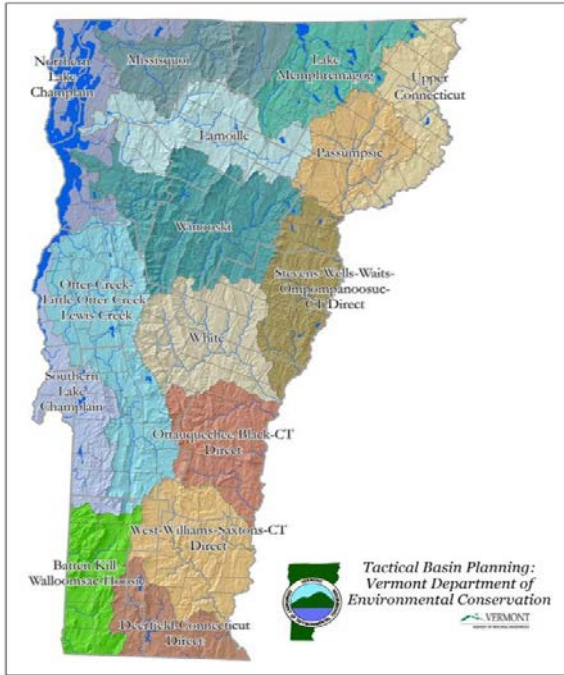 Northern
Lake
Champlain
Missisquoi
Lake
Memphremagog
Upper
Connecticut
Lamoille
Passumpsic
Winooski
Stevens-Wells-Waits-
Ompompanoosuc-
CT Direct
Otter Creek-
Little Otter Creek
Lewis Creek
White
Southern
Lake
Champlain
Ottauquechee-Black-CT
Direct
West-Williams-Saxtons-CT
Direct
Batten Kill
Walloomsac-Hoosic
Deerfield-Connecticut
Direct
Tactical Basin Planning:
Vermont Department of
Environmental Conservation
VERMONT